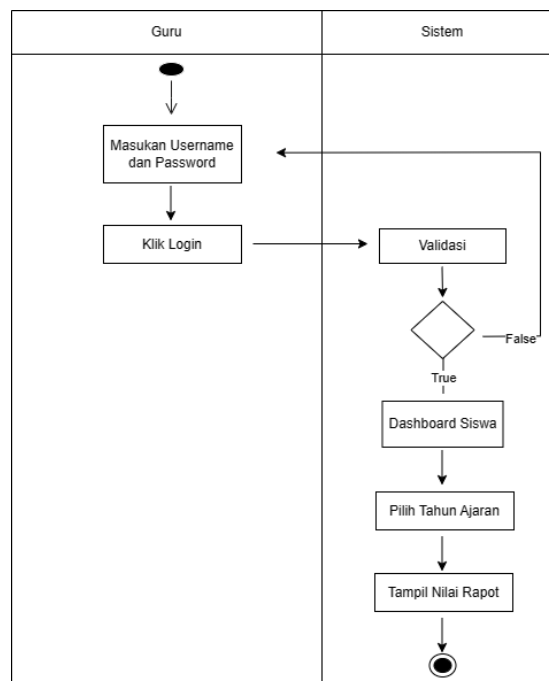 Guru
Sistem
Masukan Username
dan Password
Klik Login
Validasi
False
True
Dashboard Siswa
Pilih Tahun Ajaran
Tampil Nilai Rapot